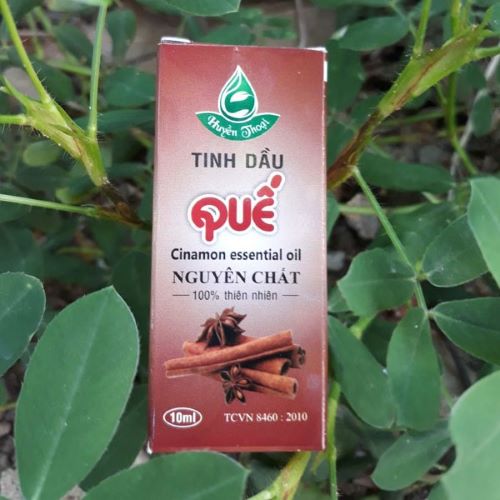 Huyền Thoại
TINH DẦU
QUẾ
Cinamon essential oil
NGUYÊN CHẤT
100% thiên nhiên
10ml
TCVN 8460 : 2010